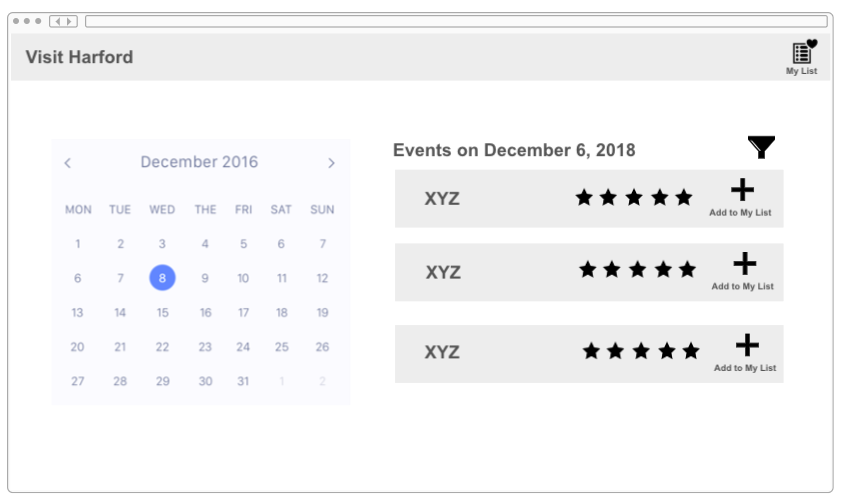 Visit Harford
My List
December 2016
MON TUE WED THE FRI SAT SUN
1 2 3 4 5 6 7
6 7 8 9 10 11 12
13 14 15 16 17 18 19
20 21 22 23 24 25 26
27 28 29 30 31 1 2
Events on December 6, 2018
XYZ
Add to My List
XYZ
Add to My List
XYZ
Add to My List